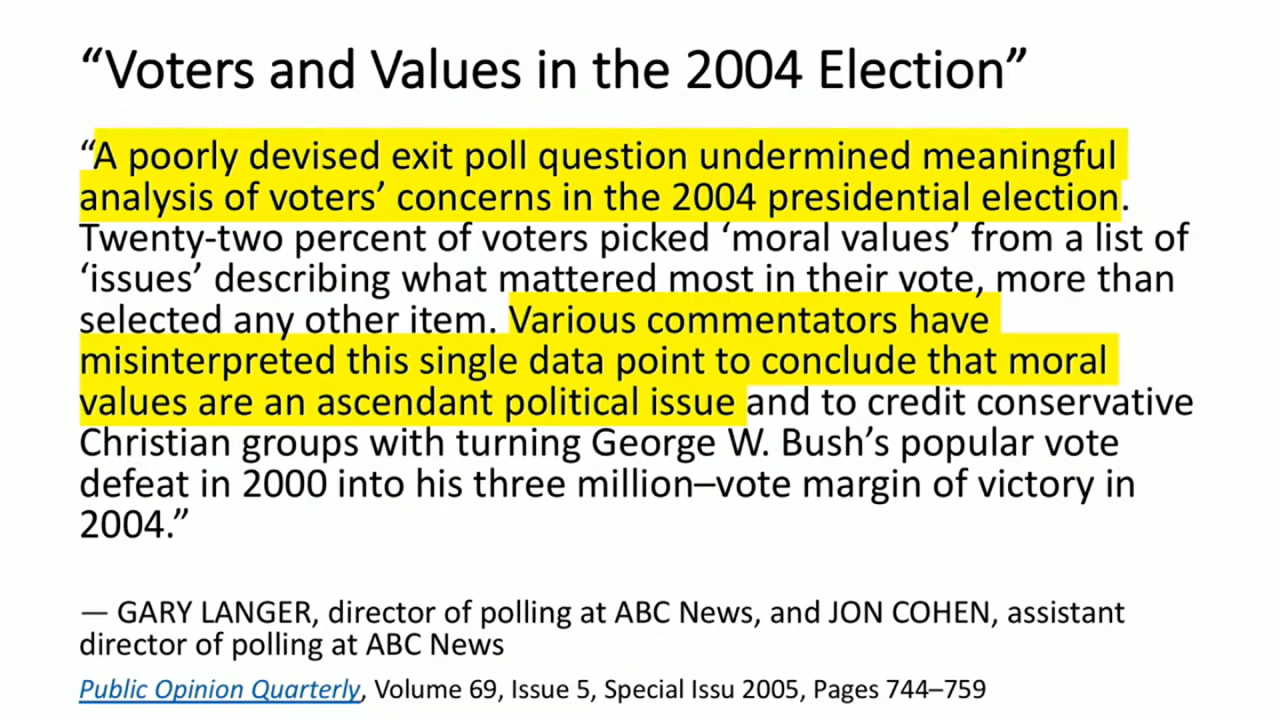 “Voters and Values in the 2004 Election”
“A poorly devised exit poll question undermined meaningful
analysis of voters’ concerns in the 2004 presidential election.
Twenty-two percent of voters picked ‘moral values’ from a list of
‘issues’ describing what mattered most in their vote, more than
selected any other item. Various commentators have
misinterpreted this single data point to conclude that moral
values are an ascendant political issue and to credit conservative
Christian groups with turning George W. Bush’s popular vote
defeat in 2000 into his three million–vote margin of victory in
2004.”
— GARY LANGER, director of polling at ABC News, and JON COHEN, assistant
director of polling at ABC News
Public Opinion Quarterly, Volume 69, Issue 5, Special Issu 2005, Pages 744–759